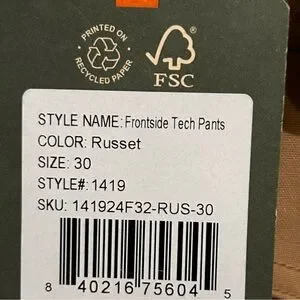 PRINTED ON
RECYCLED PAPER
FSC
STYLE NAME: Frontside Tech Pants
COLOR: Russet
SIZE: 30
STYLE#: 1419
SKU: 141924F32-RUS-30
8 40216 75604 5